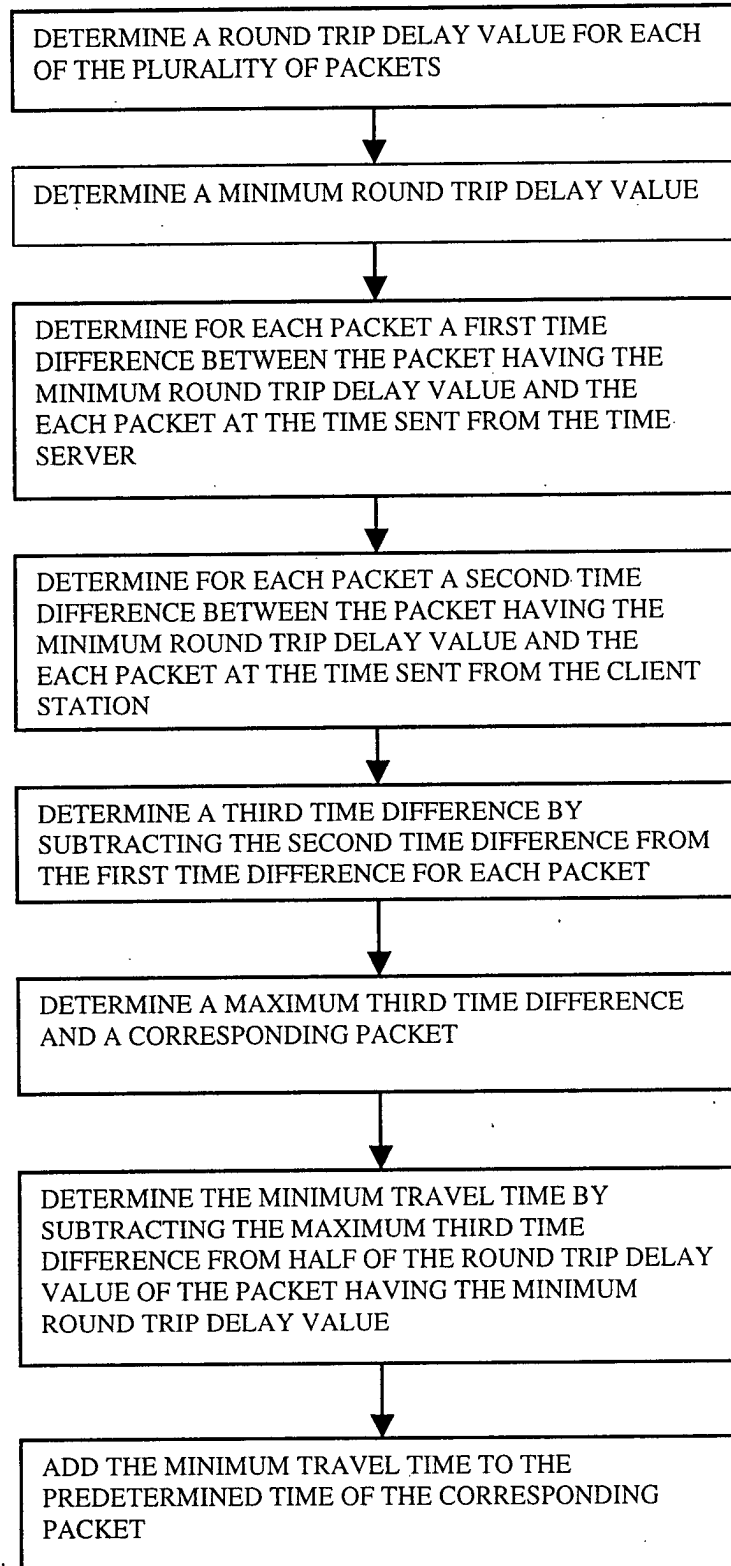 DETERMINE A ROUND TRIP DELAY VALUE FOR EACH
OF THE PLURALITY OF PACKETS
DETERMINE A MINIMUM ROUND TRIP DELAY VALUE
DETERMINE FOR EACH PACKET A FIRST TIME
DIFFERENCE BETWEEN THE PACKET HAVING THE
MINIMUM ROUND TRIP DELAY VALUE AND THE
EACH PACKET AT THE TIME SENT FROM THE TIME
SERVER
DETERMINE FOR EACH PACKET A SECOND TIME
DIFFERENCE BETWEEN THE PACKET HAVING THE
MINIMUM ROUND TRIP DELAY VALUE AND THE
EACH PACKET AT THE TIME SENT FROM THE CLIENT
STATION
DETERMINE A THIRD TIME DIFFERENCE BY
SUBTRACTING THE SECOND TIME DIFFERENCE FROM
THE FIRST TIME DIFFERENCE FOR EACH PACKET
DETERMINE A MAXIMUM THIRD TIME DIFFERENCE
AND A CORRESPONDING PACKET
DETERMINE THE MINIMUM TRAVEL TIME BY
SUBTRACTING THE MAXIMUM THIRD TIME
DIFFERENCE FROM HALF OF THE ROUND TRIP DELAY
VALUE OF THE PACKET HAVING THE MINIMUM
ROUND TRIP DELAY VALUE
ADD THE MINIMUM TRAVEL TIME TO THE
PREDETERMINED TIME OF THE CORRESPONDING
PACKET